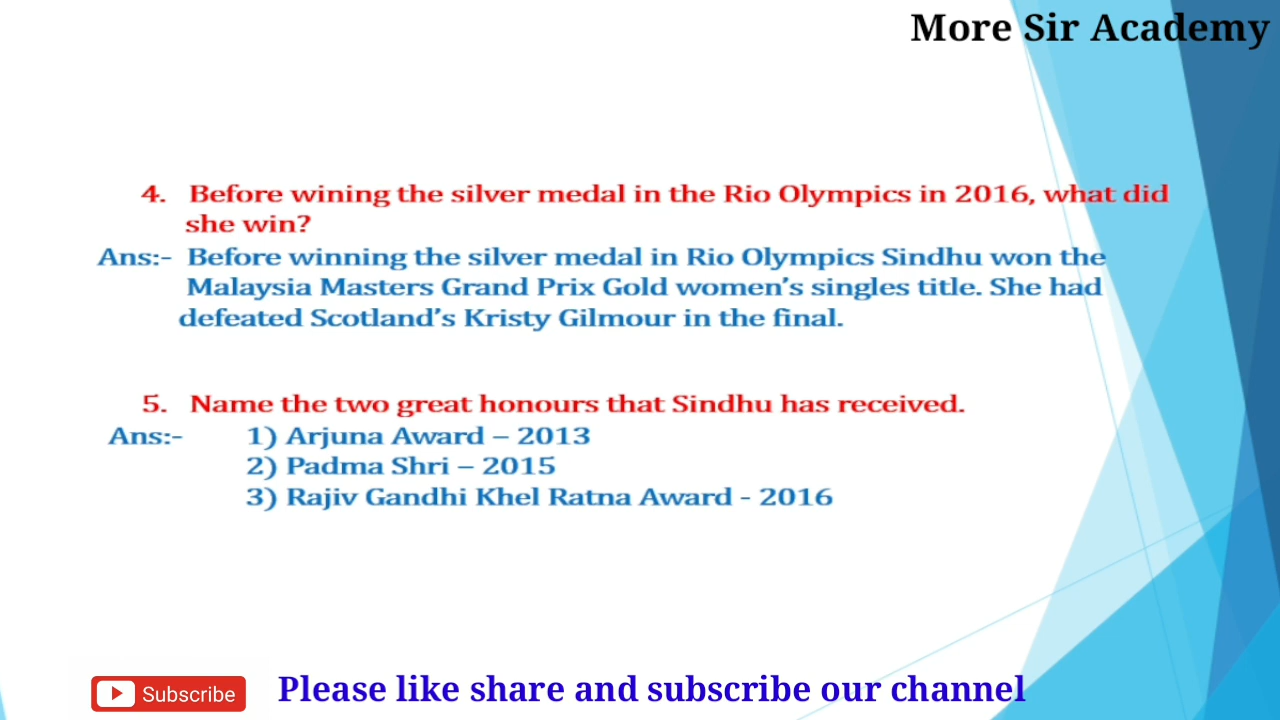 More Sir Academy
4. Before wining the silver medal in the Rio Olympics in 2016, what did
she win?
Ans:- Before winning the silver medal in Rio Olympics Sindhu won the
Malaysia Masters Grand Prix Gold women’s singles title. She had
defeated Scotland’s Kristy Gilmour in the final.
5. Name the two great honours that Sindhu has received.
Ans:- 1) Arjuna Award – 2013
2) Padma Shri – 2015
3) Rajiv Gandhi Khel Ratna Award - 2016
Subscribe Please like share and subscribe our channel